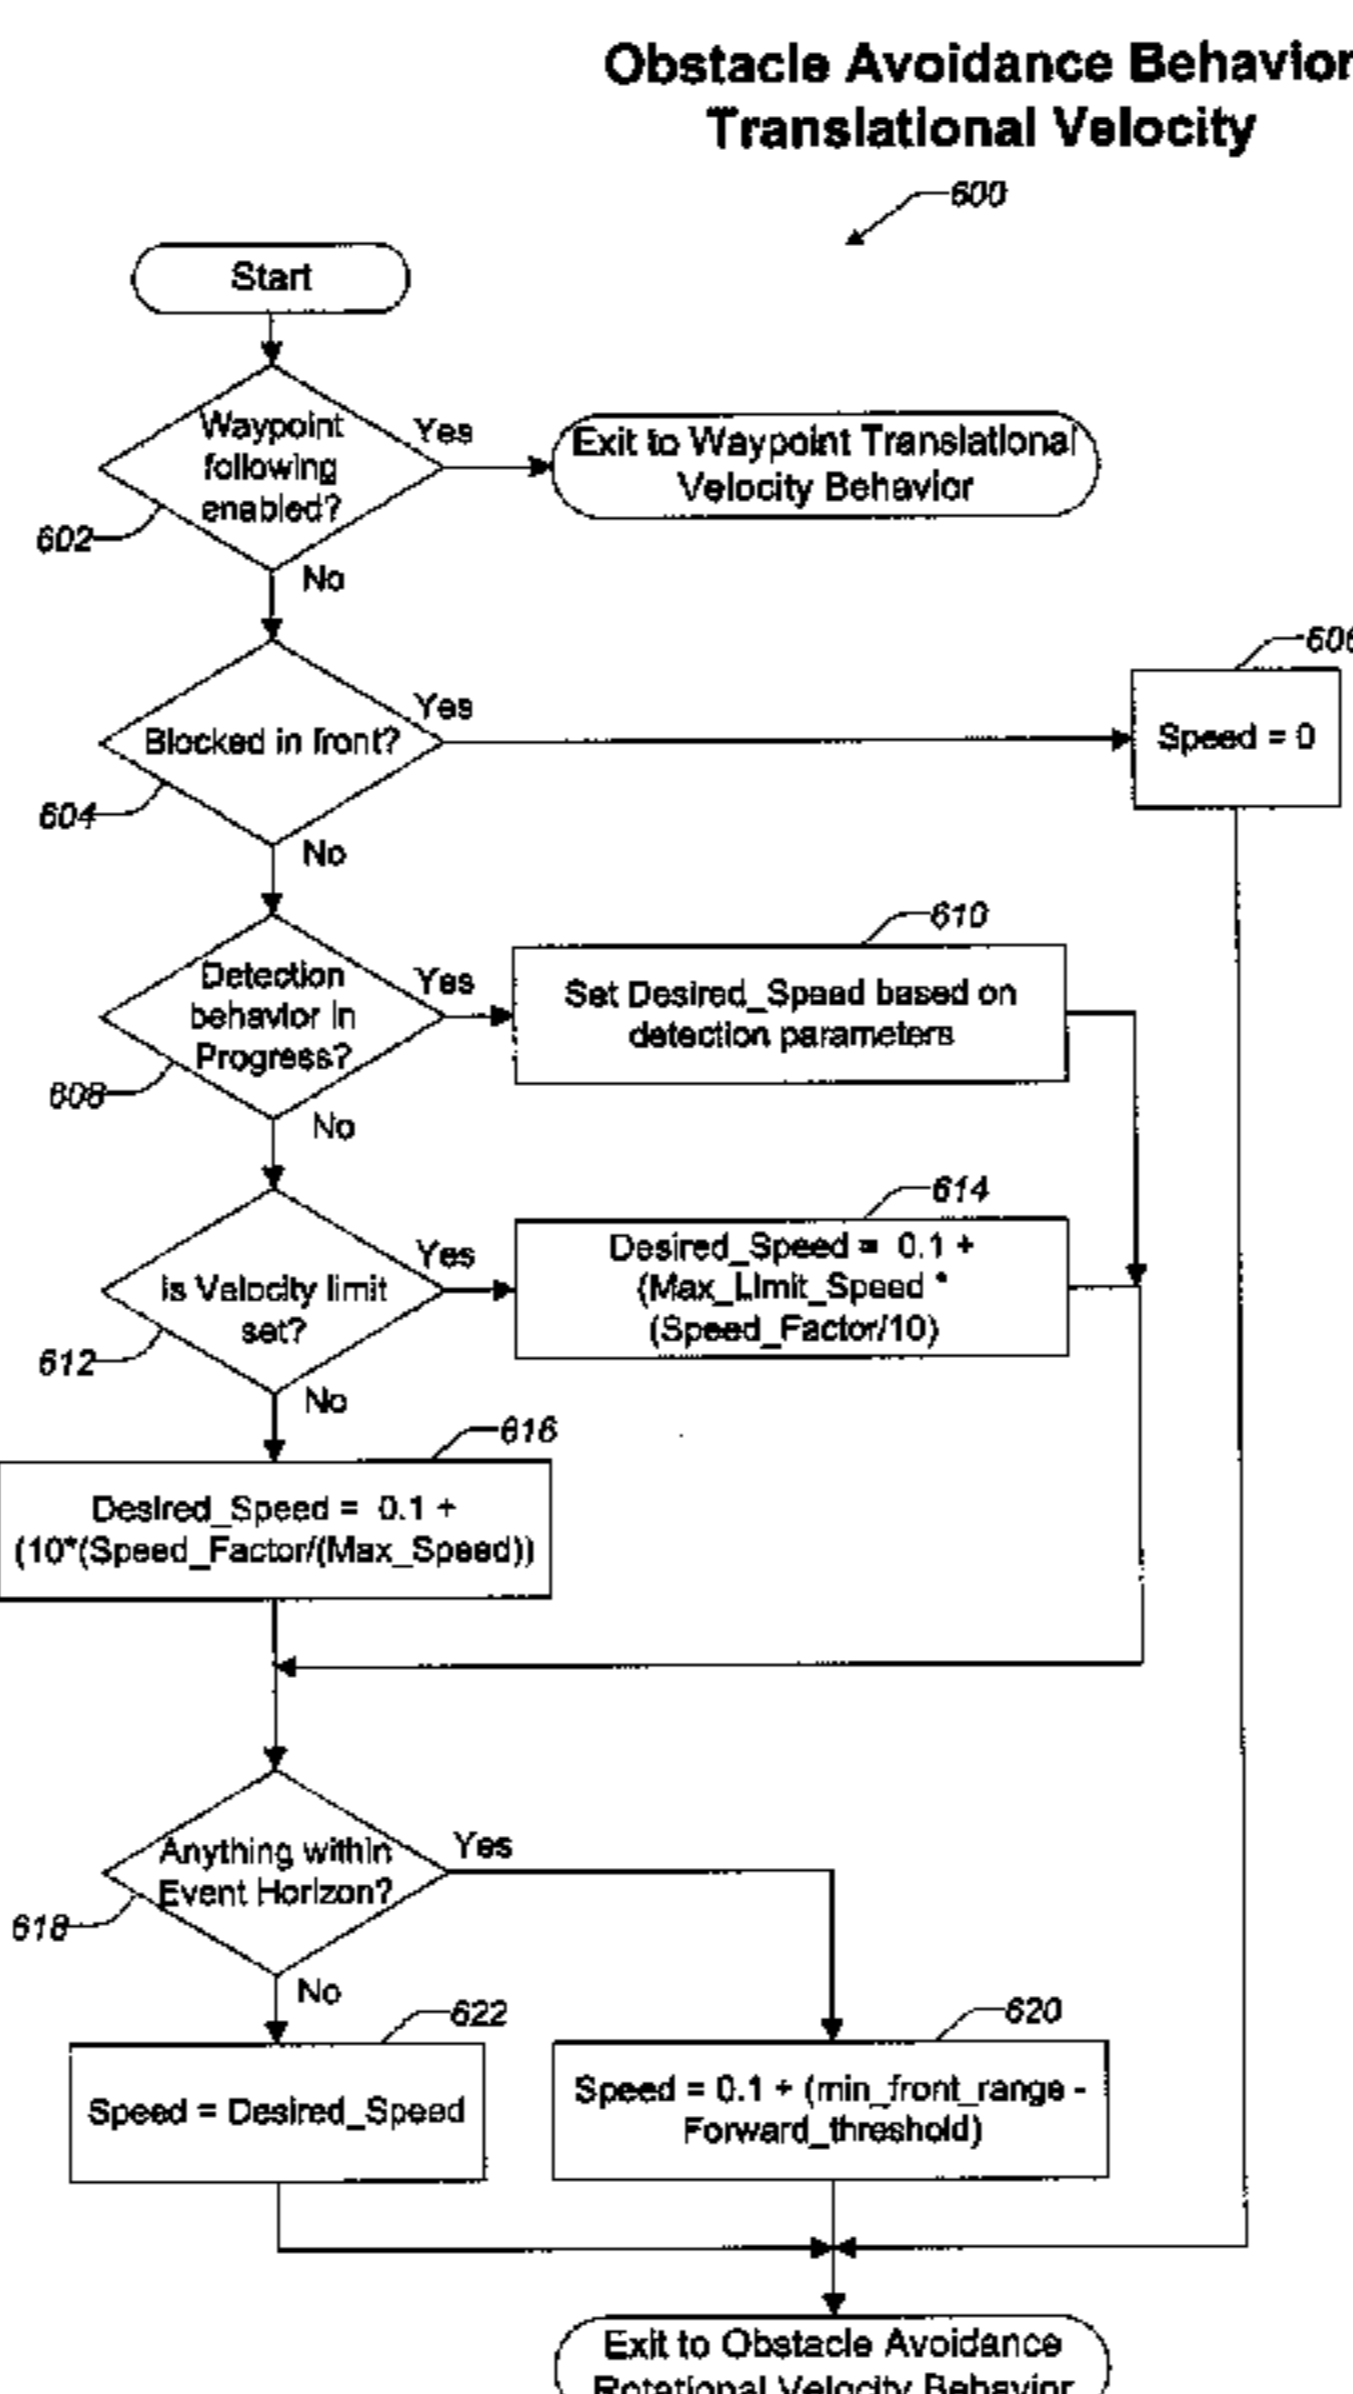 Obstacle Avoidance Behavior
Translational Velocity
600
Start
Waypoint
following
enabled?
Yes
Exit to Waypoint Translational
Velocity Behavior
602
No
606
Blocked in front?
Yes
Speed = 0
604
No
610
Detection
behavior in
Progress?
Yes
Set Desired_Speed based on
detection parameters
608
No
614
is Velocity limit
set?
Yes
Desired_Speed = 0.1 +
(Max_Limit_Speed *
(Speed_Factor/10)
612
No
616
Desired_Speed = 0.1 +
(10*(Speed_Factor/(Max_Speed))
Anything within
Event Horizon?
Yes
618
No
622
620
Speed = Desired_Speed
Speed = 0.1 + (min_front_range -
Forward_threshold)
Exit to Obstacle Avoidance
Rotational Velocity Behavior